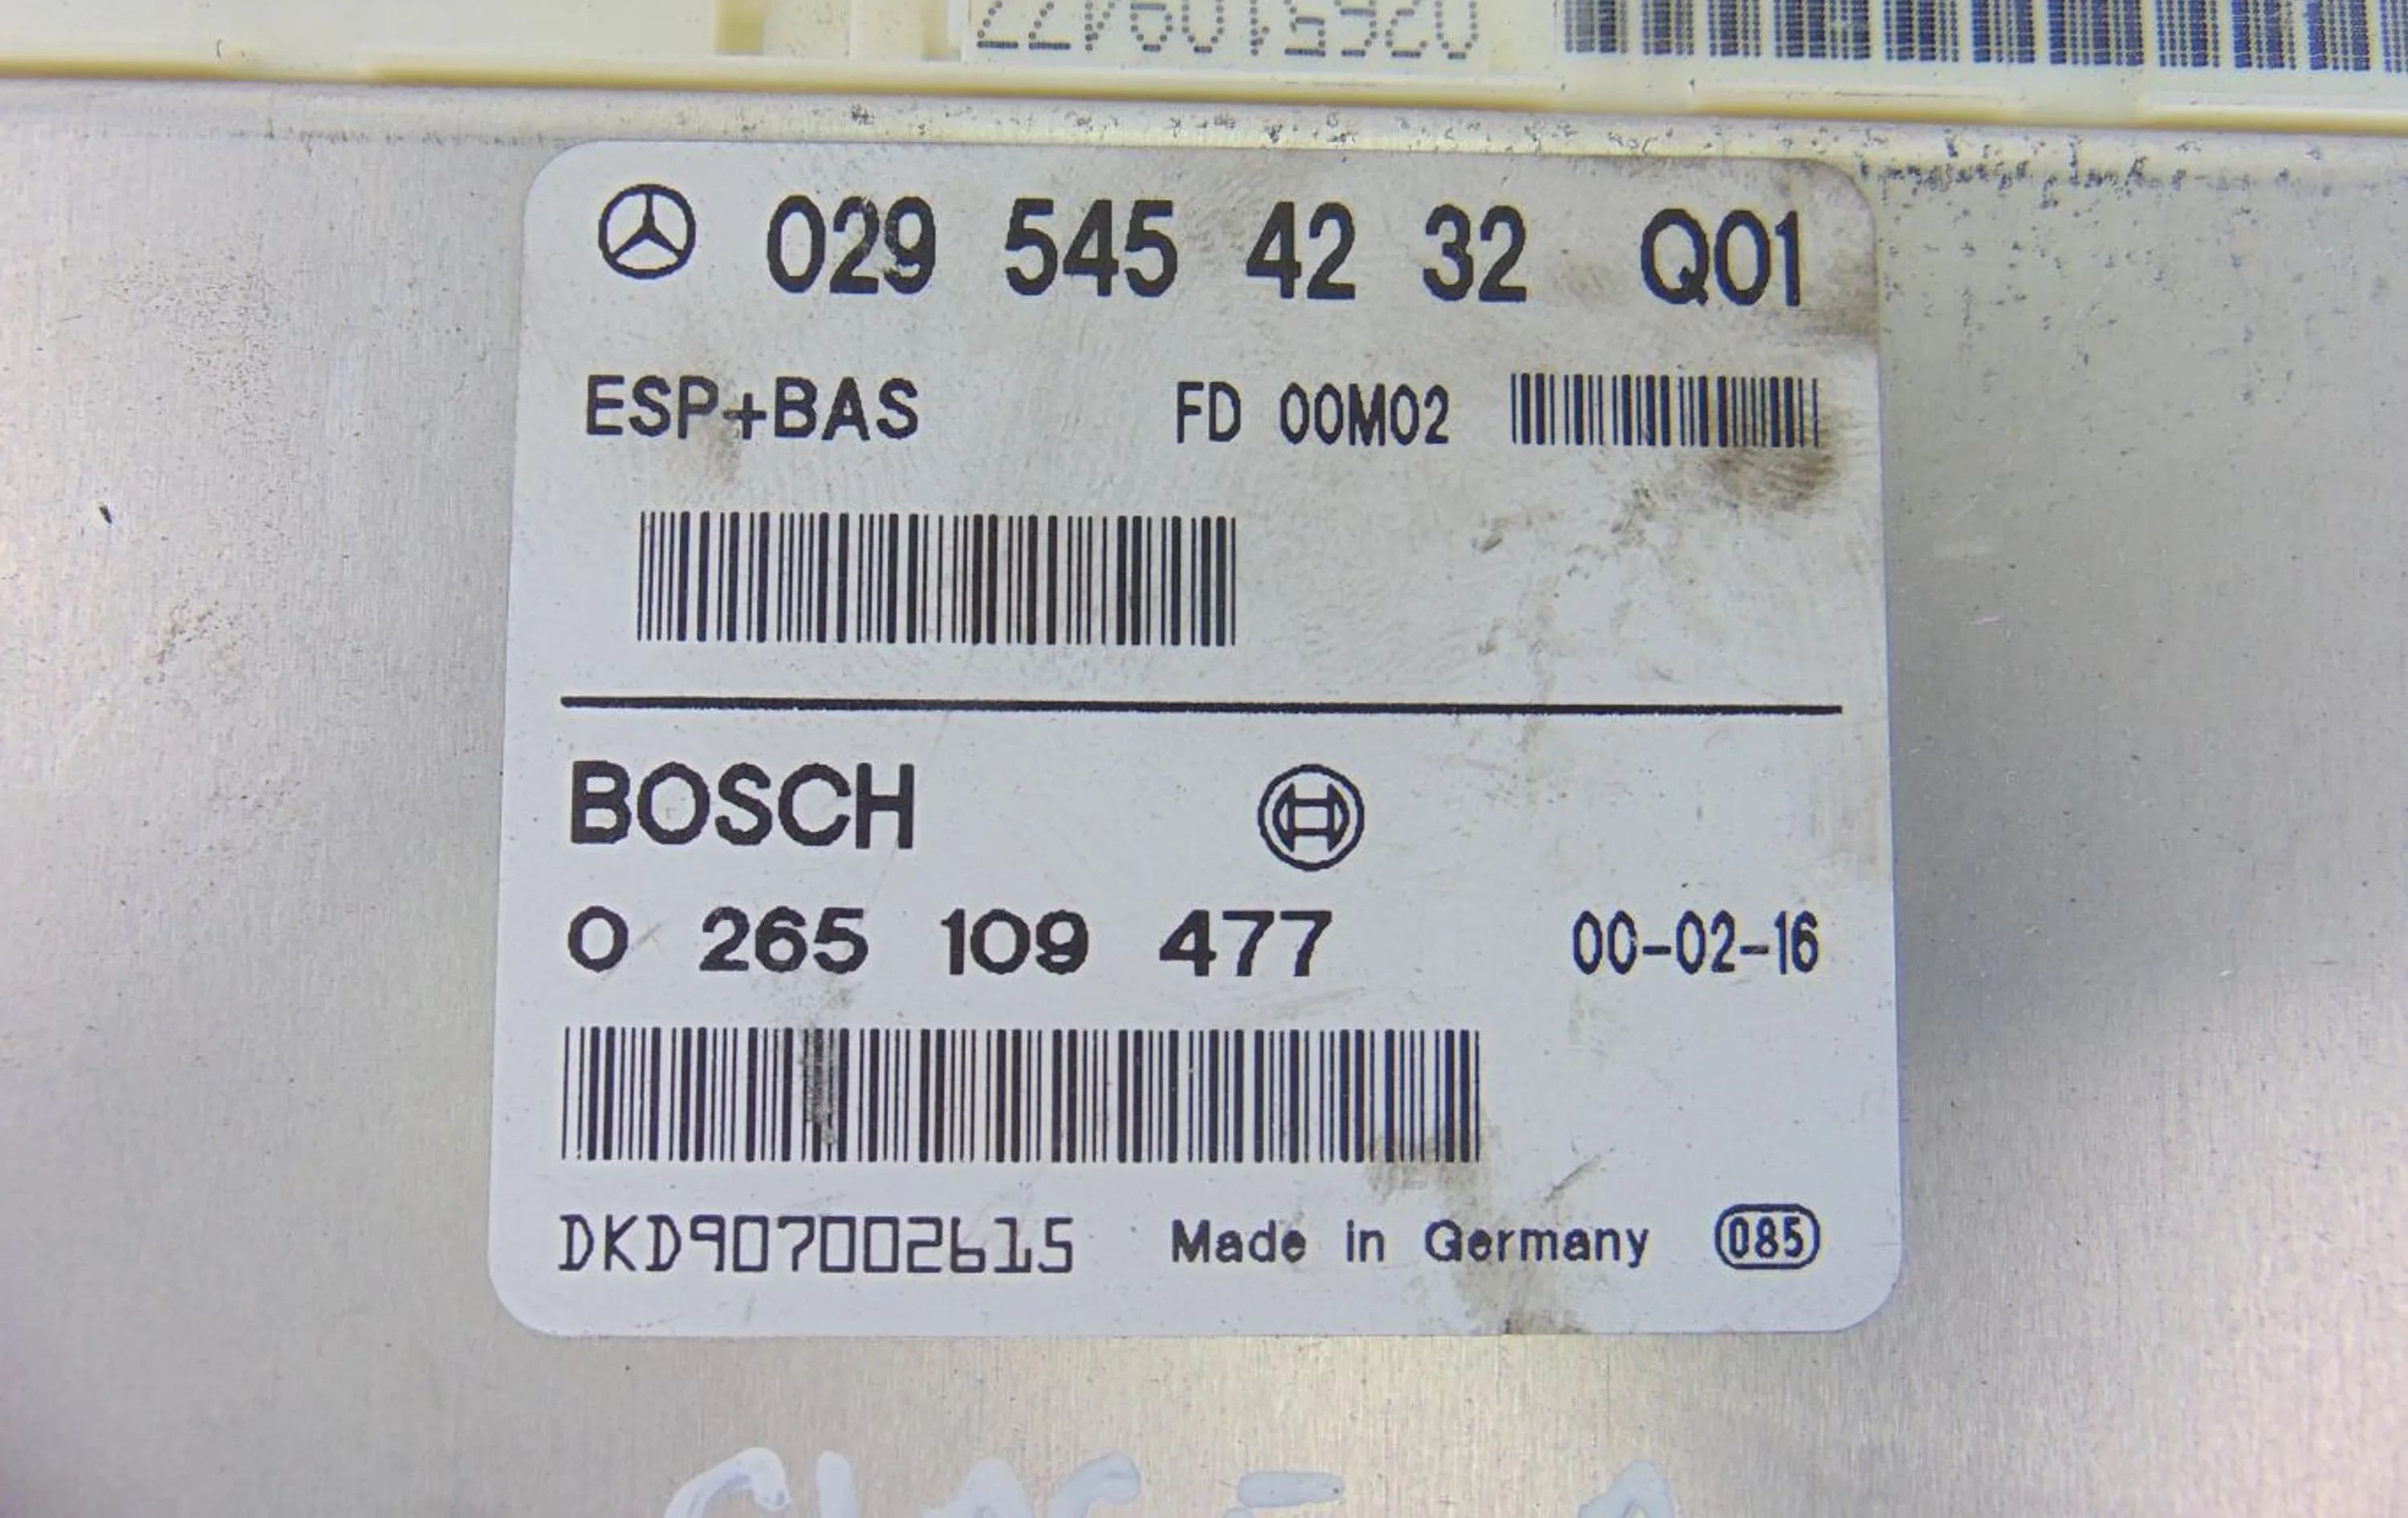 0265109477
029 545 42 32 Q01
ESP+BAS FD 00M02
BOSCH
0 265 109 477 00-02-16
DKD907002615 Made in Germany 085